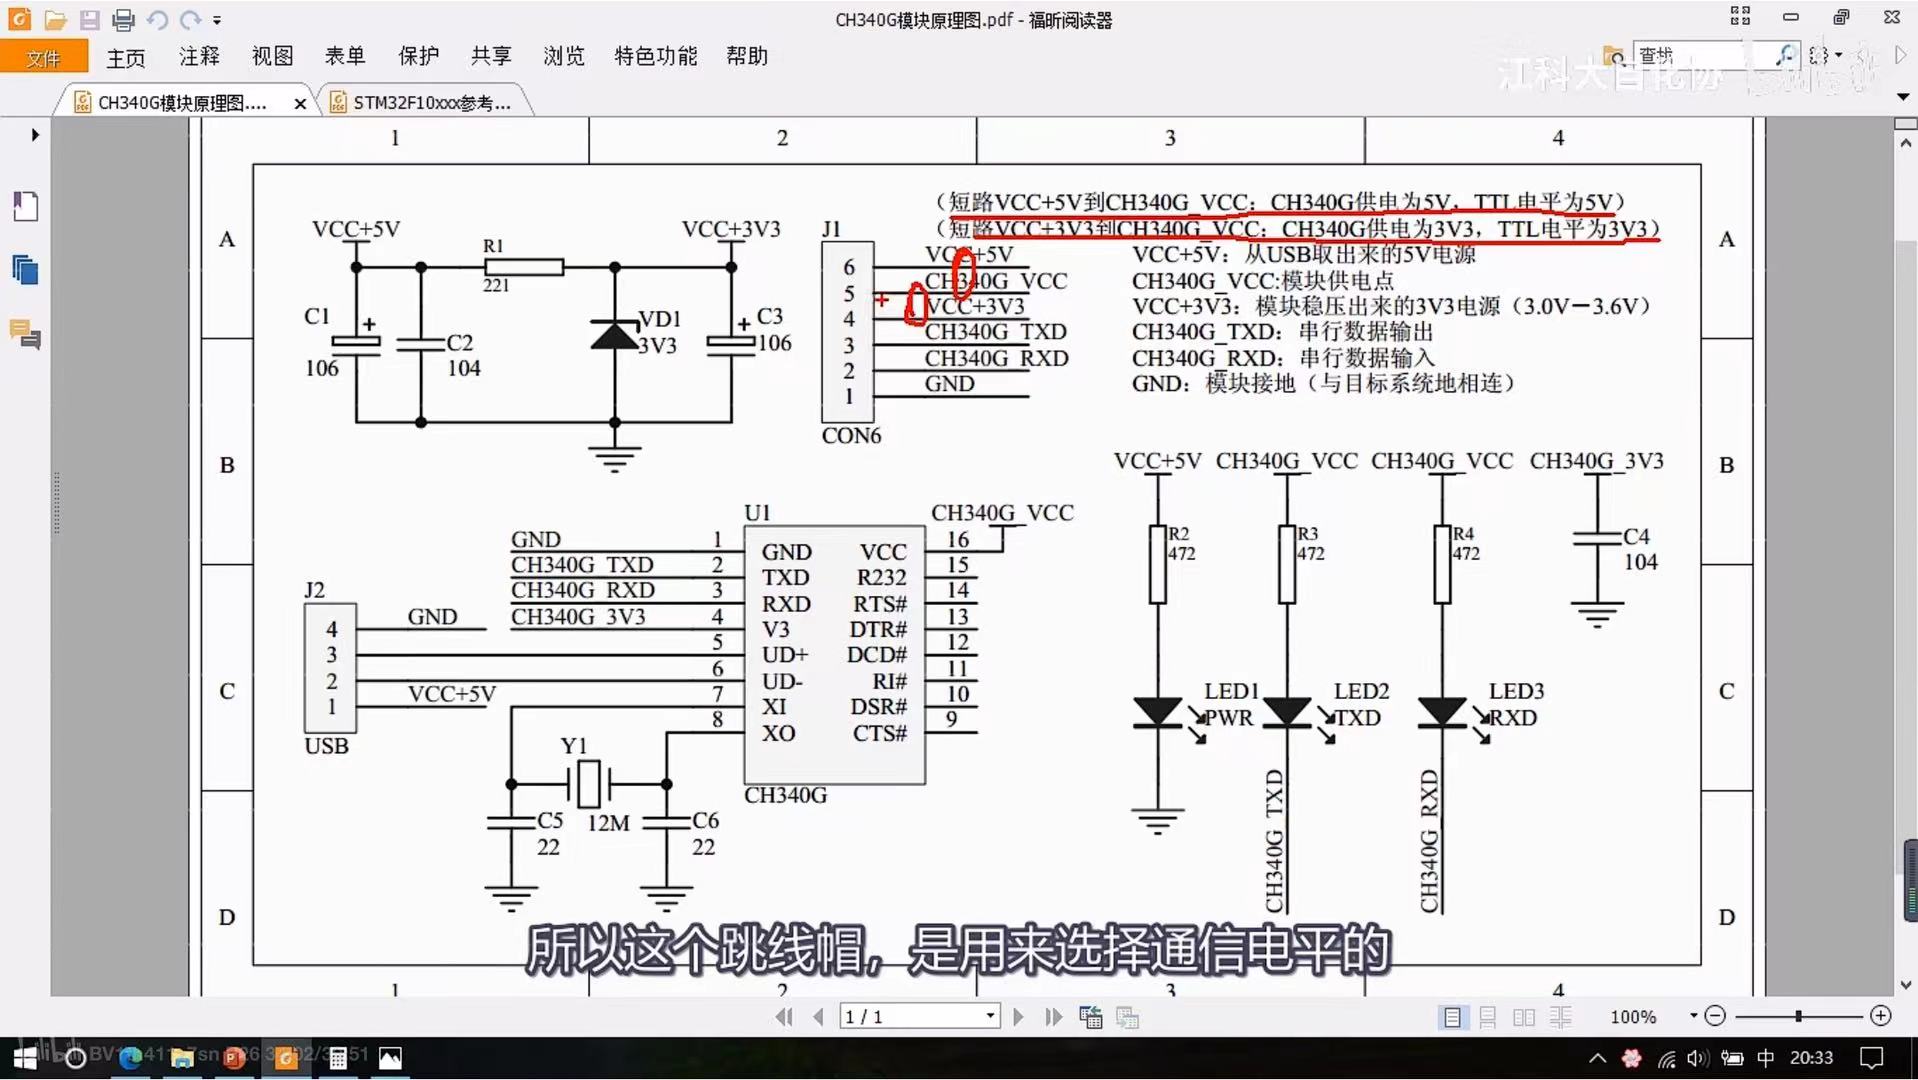 CH340G模块原理图.pdf - 福昕阅读器
文件 主页 注释 视图 表单 保护 共享 浏览 特色功能 帮助
查找
江科大自化协
CH340G模块原理图....
STM32F10xxx参考...
1 2 3 4
A A
B B
C C
D D
(短路VCC+5V到CH340G_VCC：CH340G供电为5V，TTL电平为5V)
(短路VCC+3V3到CH340G_VCC：CH340G供电为3V3，TTL电平为3V3)
VCC+5V
R1
221
VCC+3V3
C1
106
C2
104
VD1
3V3
C3
106
J1
6 VCC+5V
5 CH340G_VCC
4 VCC+3V3
3 CH340G_TXD
2 CH340G_RXD
1 GND
CON6
VCC+5V：从USB取出来的5V电源
CH340G_VCC:模块供电点
VCC+3V3：模块稳压出来的3V3电源（3.0V－3.6V）
CH340G_TXD：串行数据输出
CH340G_RXD：串行数据输入
GND：模块接地（与目标系统地相连）
J2
4 GND
3
2
1 VCC+5V
USB
U1
GND 1 GND
CH340G_TXD 2 TXD
CH340G_RXD 3 RXD
CH340G_3V3 4 V3
5 UD+
6 UD-
7 XI
8 XO
CH340G_VCC
VCC 16
R232 15
RTS# 14
DTR# 13
DCD# 12
RI# 11
DSR# 10
CTS# 9
CH340G
Y1
12M
C5
22
C6
22
VCC+5V CH340G_VCC CH340G_VCC CH340G_3V3
R2
472
R3
472
R4
472
C4
104
LED1
PWR
LED2
TXD
LED3
RXD
CH340G_TXD
CH340G_RXD
所以这个跳线帽，是用来选择通信电平的
1 2 3 4
1 / 1
100%
bilibili
中 20:33